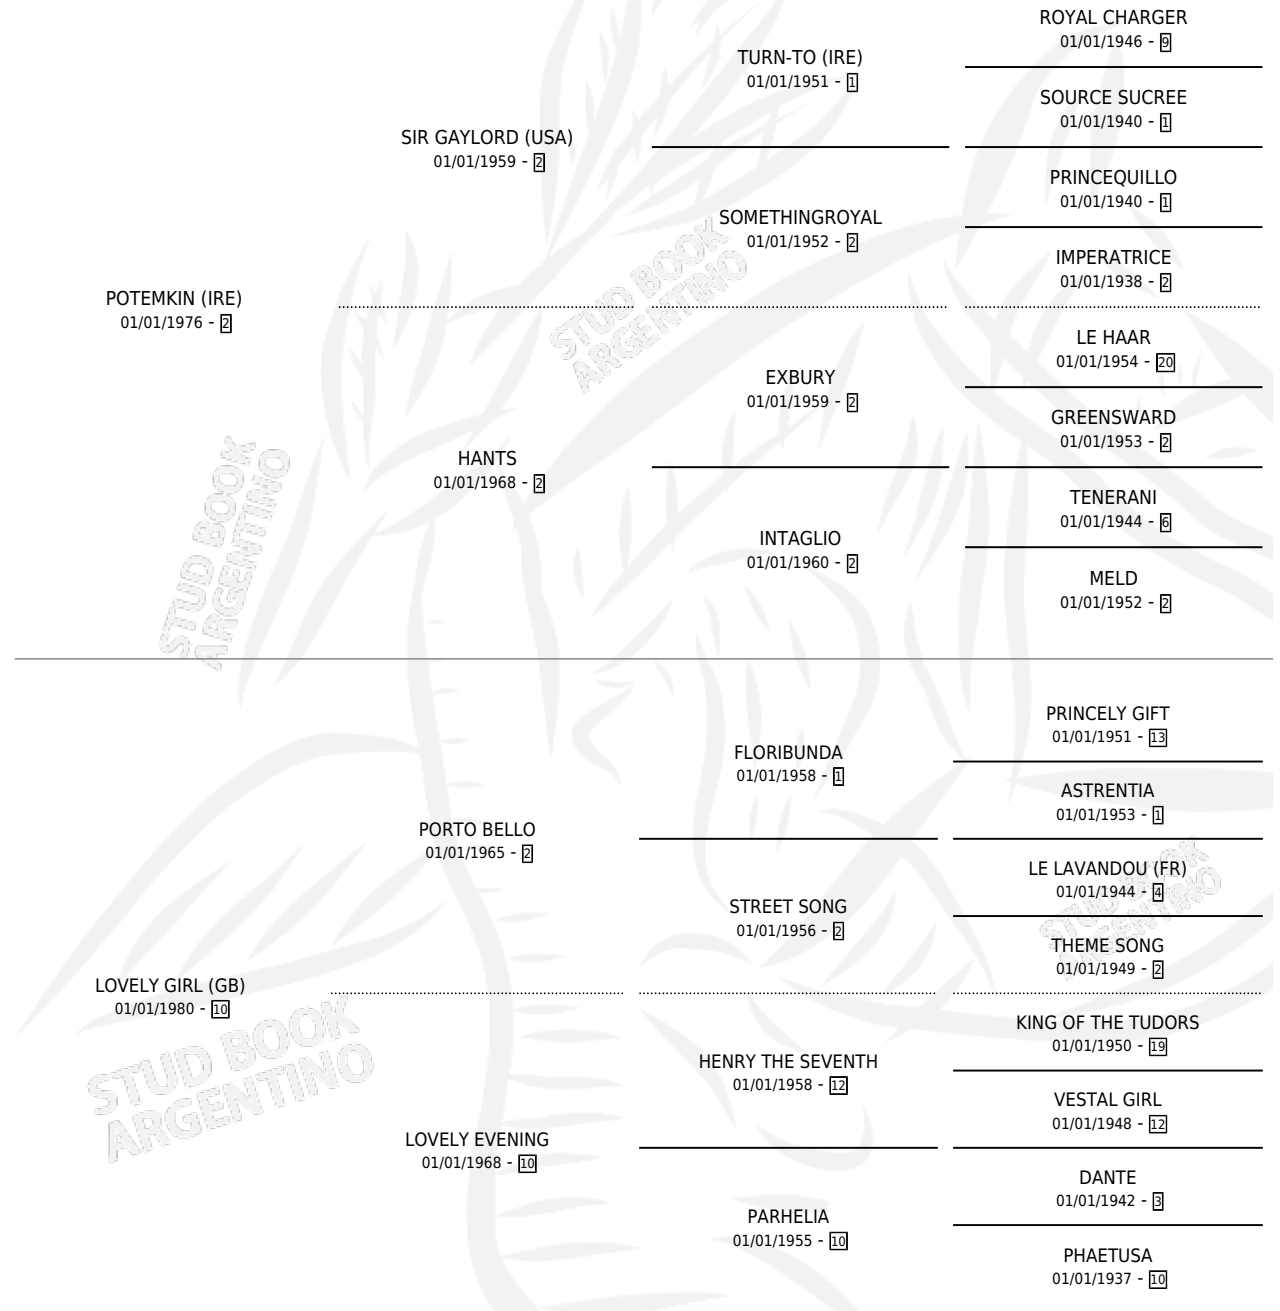 ROYAL CHARGER
01/01/1946 - 9
TURN-TO (IRE)
01/01/1951 - 1
SOURCE SUCREE
01/01/1940 - 1
SIR GAYLORD (USA)
01/01/1959 - 2
PRINCEQUILLO
01/01/1940 - 1
SOMETHINGROYAL
01/01/1952 - 2
IMPERATRICE
01/01/1938 - 2
POTEMKIN (IRE)
01/01/1976 - 2
STUD BOOK
ARGENTINO
LE HAAR
01/01/1954 - 20
EXBURY
01/01/1959 - 2
GREENSWARD
01/01/1953 - 2
HANTS
01/01/1968 - 2
TENERANI
01/01/1944 - 6
INTAGLIO
01/01/1960 - 2
MELD
01/01/1952 - 2
STUD BOOK
ARGENTINO
PRINCELY GIFT
01/01/1951 - 13
FLORIBUNDA
01/01/1958 - 1
ASTRENTIA
01/01/1953 - 1
PORTO BELLO
01/01/1965 - 2
LE LAVANDOU (FR)
01/01/1944 - 4
STREET SONG
01/01/1956 - 2
THEME SONG
01/01/1949 - 2
STUD BOOK
ARGENTINO
LOVELY GIRL (GB)
01/01/1980 - 10
KING OF THE TUDORS
01/01/1950 - 19
HENRY THE SEVENTH
01/01/1958 - 12
VESTAL GIRL
01/01/1948 - 12
STUD BOOK
ARGENTINO
LOVELY EVENING
01/01/1968 - 10
DANTE
01/01/1942 - 3
PARHELIA
01/01/1955 - 10
PHAETUSA
01/01/1937 - 10